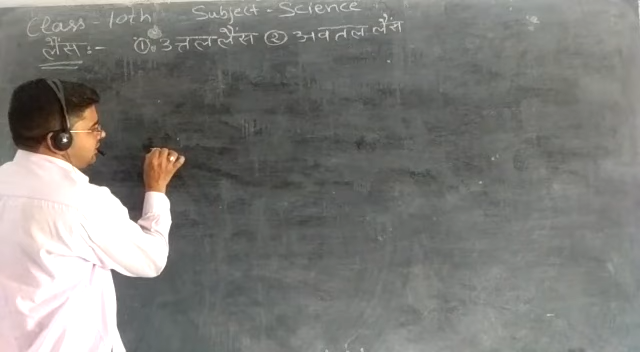 Class - 10th Subject - Science
लैंस :- ① उत्तल लैंस ② अवतल लैंस